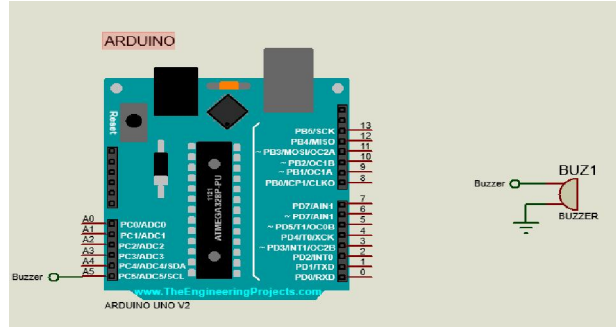 ARDUINO
Reset
1121
ATMEGA328P-PU
PB5/SCK 13
PB4/MISO 12
~PB3/MOSI/OC2A 11
~ PB2/OC1B 10
~ PB1/OC1A 9
PB0/ICP1/CLKO 8
PD7/AIN1 7
~ PD7/AIN1 6
~ PD5/T1/OC0B 5
PD4/T0/XCK 4
~ PD3/INT1/OC2B 3
PD2/INT0 2
PD1/TXD 1
PD0/RXD 0
A0 PC0/ADC0
A1 PC1/ADC1
A2 PC2/ADC2
A3 PC3/ADC3
A4 PC4/ADC4/SDA
A5 PC5/ADC5/SCL
Buzzer
www.TheEngineeringProjects.com
ARDUINO UNO V2
BUZ1
Buzzer
BUZZER